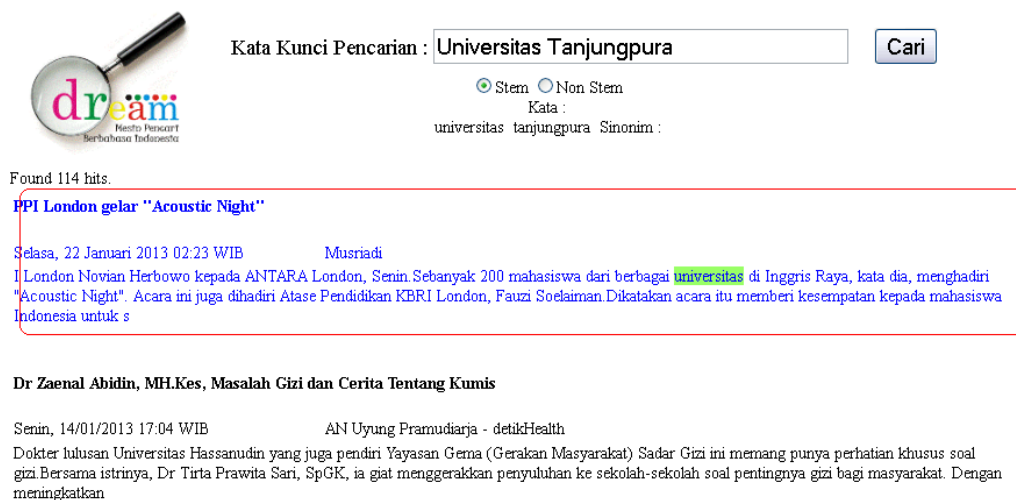 Kata Kunci Pencarian : Universitas Tanjungpura Cari
dream
Mesin Pencari
Berbahasa Indonesia
Stem Non Stem
Kata :
universitas tanjungpura Sinonim :
Found 114 hits.
PPI London gelar "Acoustic Night"
Selasa, 22 Januari 2013 02:23 WIB Musriadi
I London Novian Herbowo kepada ANTARA London, Senin.Sebanyak 200 mahasiswa dari berbagai universitas di Inggris Raya, kata dia, menghadiri
"Acoustic Night". Acara ini juga dihadiri Atase Pendidikan KBRI London, Fauzi Soelaiman.Dikatakan acara itu memberi kesempatan kepada mahasiswa
Indonesia untuk s
Dr Zaenal Abidin, MH.Kes, Masalah Gizi dan Cerita Tentang Kumis
Senin, 14/01/2013 17:04 WIB AN Uyung Pramudiarja - detikHealth
Dokter lulusan Universitas Hassanudin yang juga pendiri Yayasan Gema (Gerakan Masyarakat) Sadar Gizi ini memang punya perhatian khusus soal
gizi.Bersama istrinya, Dr Tirta Prawita Sari, SpGK, ia giat menggerakkan penyuluhan ke sekolah-sekolah soal pentingnya gizi bagi masyarakat. Dengan
meningkatkan